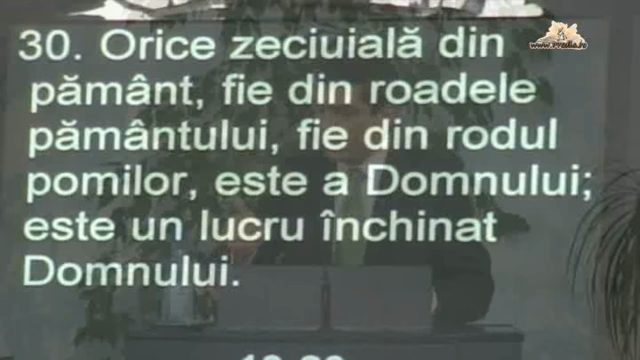 30. Orice zeciuială din
pământ, fie din roadele
pământului, fie din rodul
pomilor, este a Domnului;
este un lucru închinat
Domnului.